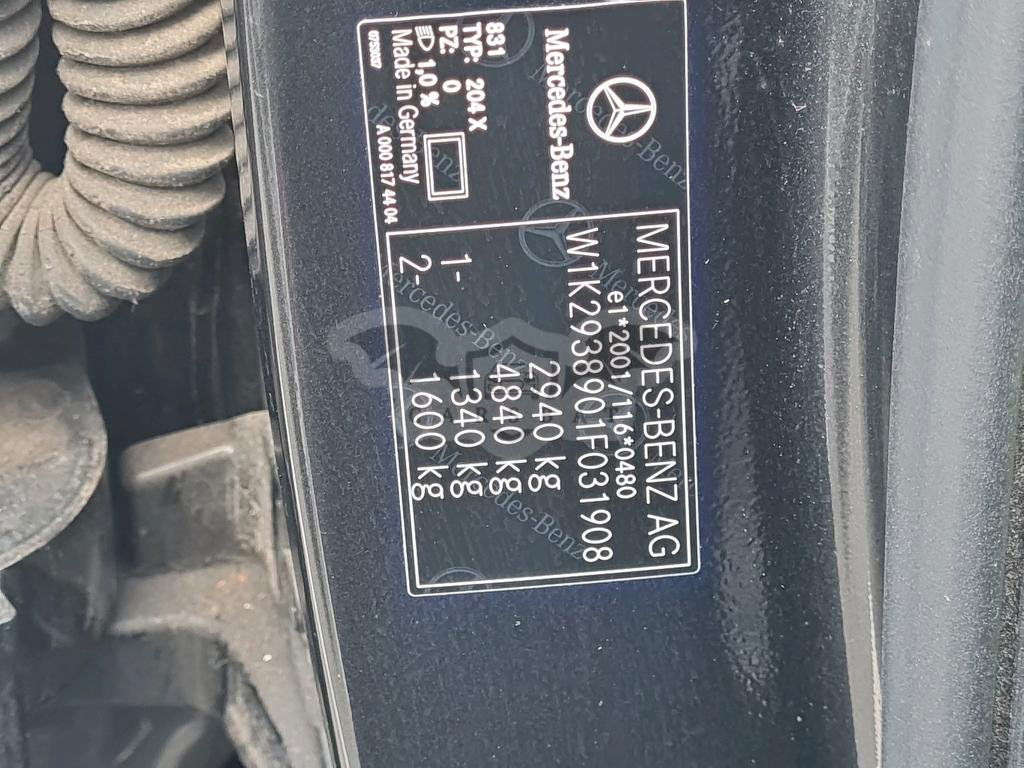 Mercedes-Benz
831
TYP: 204 X
PZ: 0
1,0 %
Made in Germany
A 000 817 44 04
MERCEDES-BENZ AG
e1*2001/116*0480
W1K2938901F031908
2940 kg
4840 kg
1- 1340 kg
2- 1600 kg